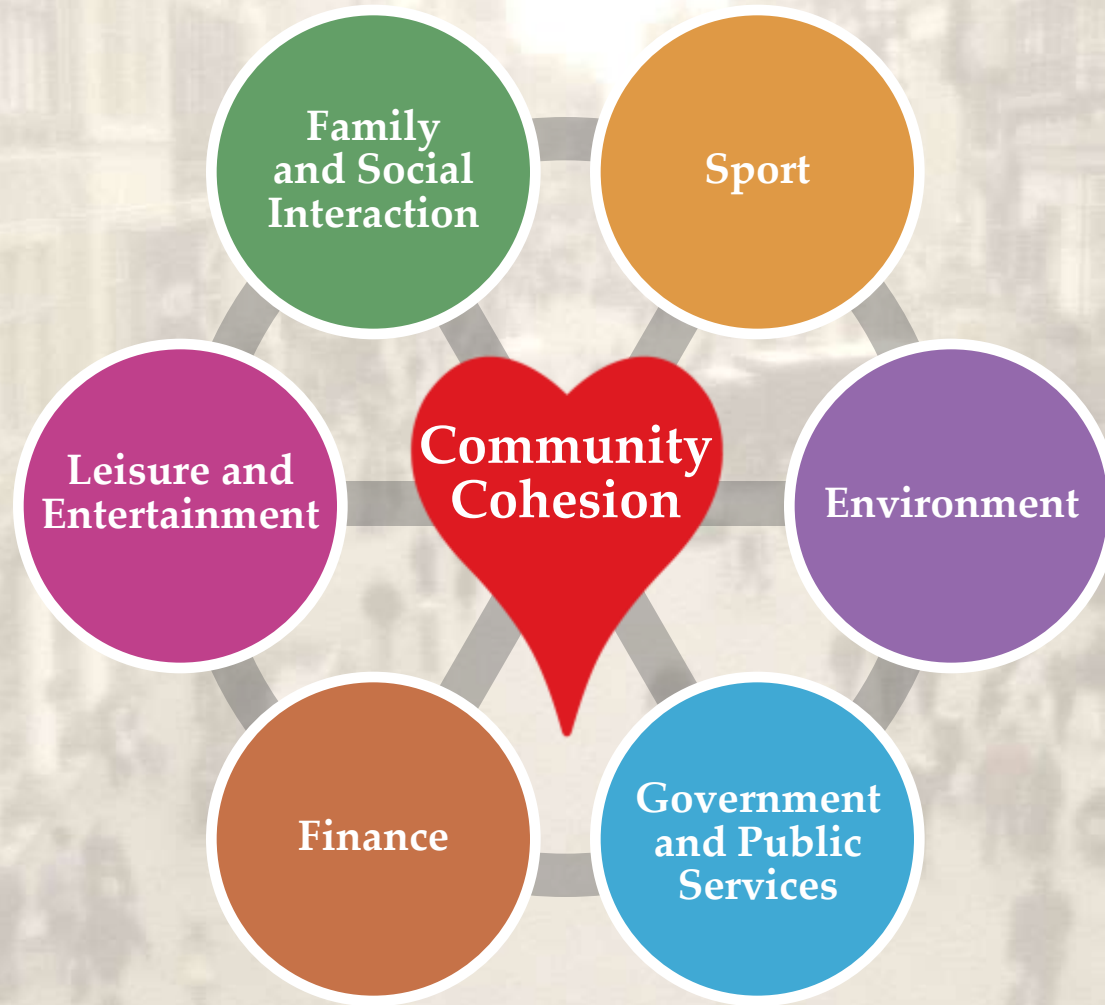 Family
and Social
Interaction
Sport
Leisure and
Entertainment
Community
Cohesion
Environment
Finance
Government
and Public
Services